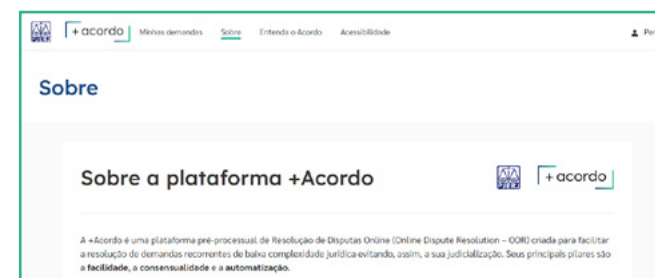 + acordo Minhas demandas Sobre Entenda o Acordo Acessibilidade Per
Sobre
Sobre a plataforma +Acordo
+ acordo
A +Acordo é uma plataforma pré-processual de Resolução de Disputas Online (Online Dispute Resolution – ODR) criada para facilitar
a resolução de demandas recorrentes de baixa complexidade jurídica evitando, assim, a sua judicialização. Seus principais pilares são
a facilidade, a consensualidade e a automatização.